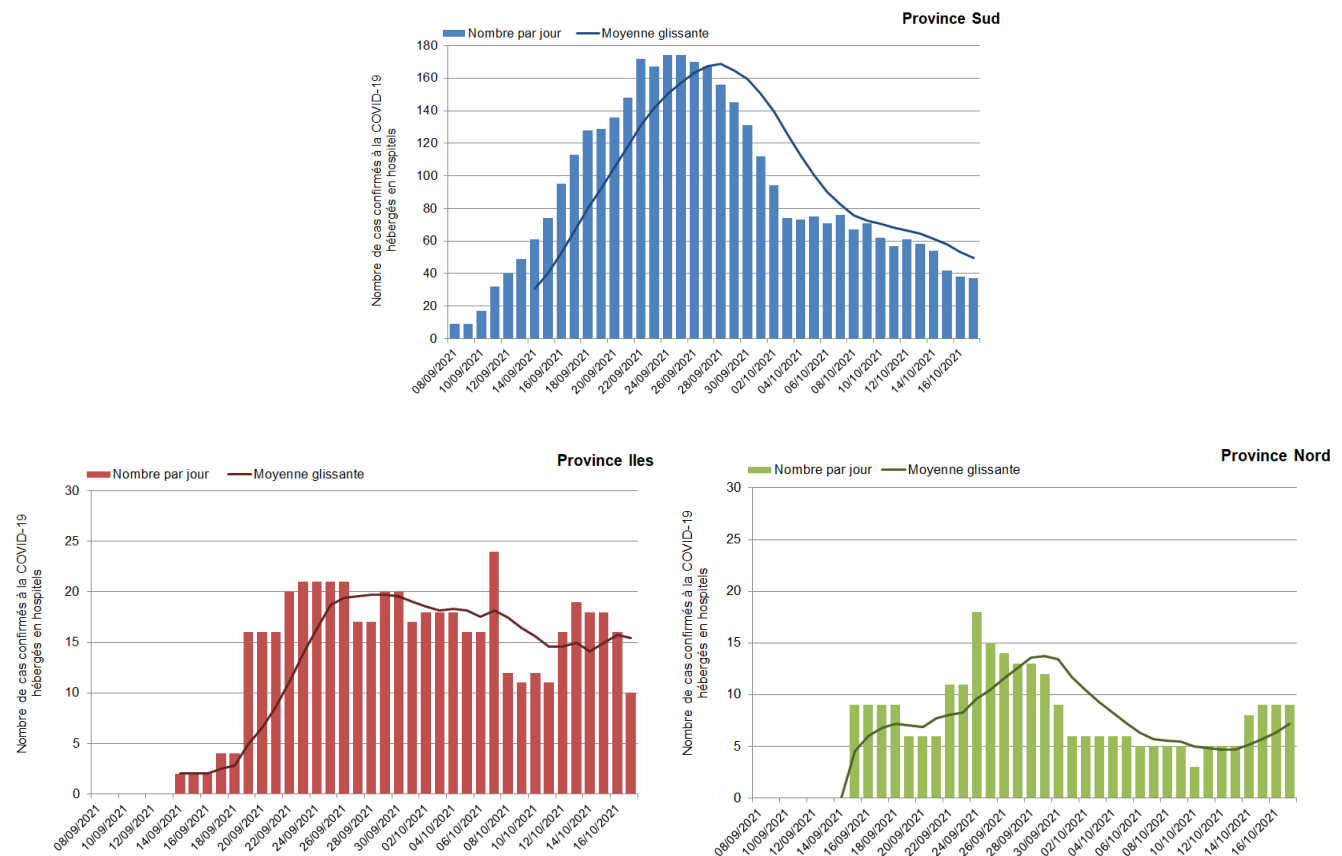 Province Sud
Nombre par jour Moyenne glissante
Nombre de cas confirmés à la COVID-19
hébergés en hospitels
180
160
140
120
100
80
60
40
20
0
08/09/2021 10/09/2021 12/09/2021 14/09/2021 16/09/2021 18/09/2021 20/09/2021 22/09/2021 24/09/2021 26/09/2021 28/09/2021 30/09/2021 02/10/2021 04/10/2021 06/10/2021 08/10/2021 10/10/2021 12/10/2021 14/10/2021 16/10/2021
Province Iles
Nombre par jour Moyenne glissante
Nombre de cas confirmés à la COVID-19
hébergés en hospitels
30
25
20
15
10
5
0
08/09/2021 10/09/2021 12/09/2021 14/09/2021 16/09/2021 18/09/2021 20/09/2021 22/09/2021 24/09/2021 26/09/2021 28/09/2021 30/09/2021 02/10/2021 04/10/2021 06/10/2021 08/10/2021 10/10/2021 12/10/2021 14/10/2021 16/10/2021
Province Nord
Nombre par jour Moyenne glissante
Nombre de cas confirmés à la COVID-19
hébergés en hospitels
30
25
20
15
10
5
0
08/09/2021 10/09/2021 12/09/2021 14/09/2021 16/09/2021 18/09/2021 20/09/2021 22/09/2021 24/09/2021 26/09/2021 28/09/2021 30/09/2021 02/10/2021 04/10/2021 06/10/2021 08/10/2021 10/10/2021 12/10/2021 14/10/2021 16/10/2021